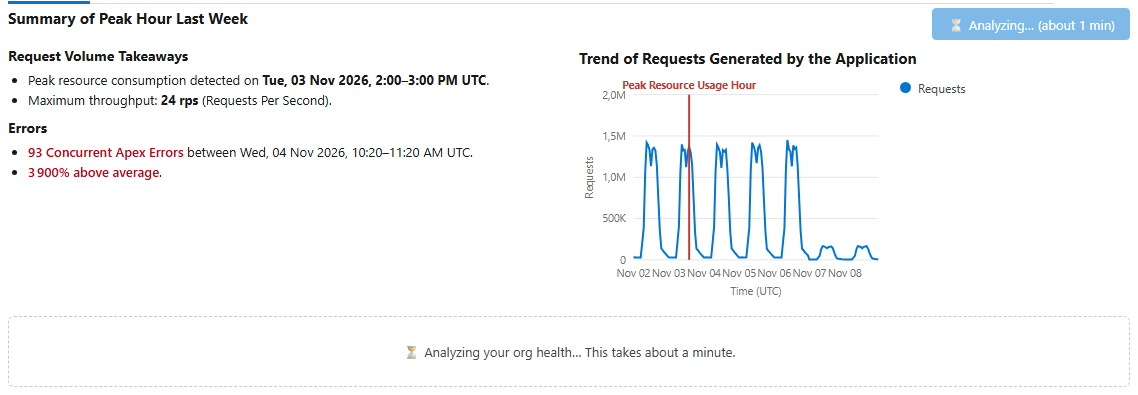 Summary of Peak Hour Last Week
⏳ Analyzing... (about 1 min)
Request Volume Takeaways
• Peak resource consumption detected on Tue, 03 Nov 2026, 2:00–3:00 PM UTC.
• Maximum throughput: 24 rps (Requests Per Second).
Errors
• 93 Concurrent Apex Errors between Wed, 04 Nov 2026, 10:20–11:20 AM UTC.
• 3 900% above average.
Trend of Requests Generated by the Application
Peak Resource Usage Hour
Requests
2,0M
1,5M
1,0M
500K
0
Requests
Nov 02 Nov 03 Nov 04 Nov 05 Nov 06 Nov 07 Nov 08
Time (UTC)
⏳ Analyzing your org health... This takes about a minute.